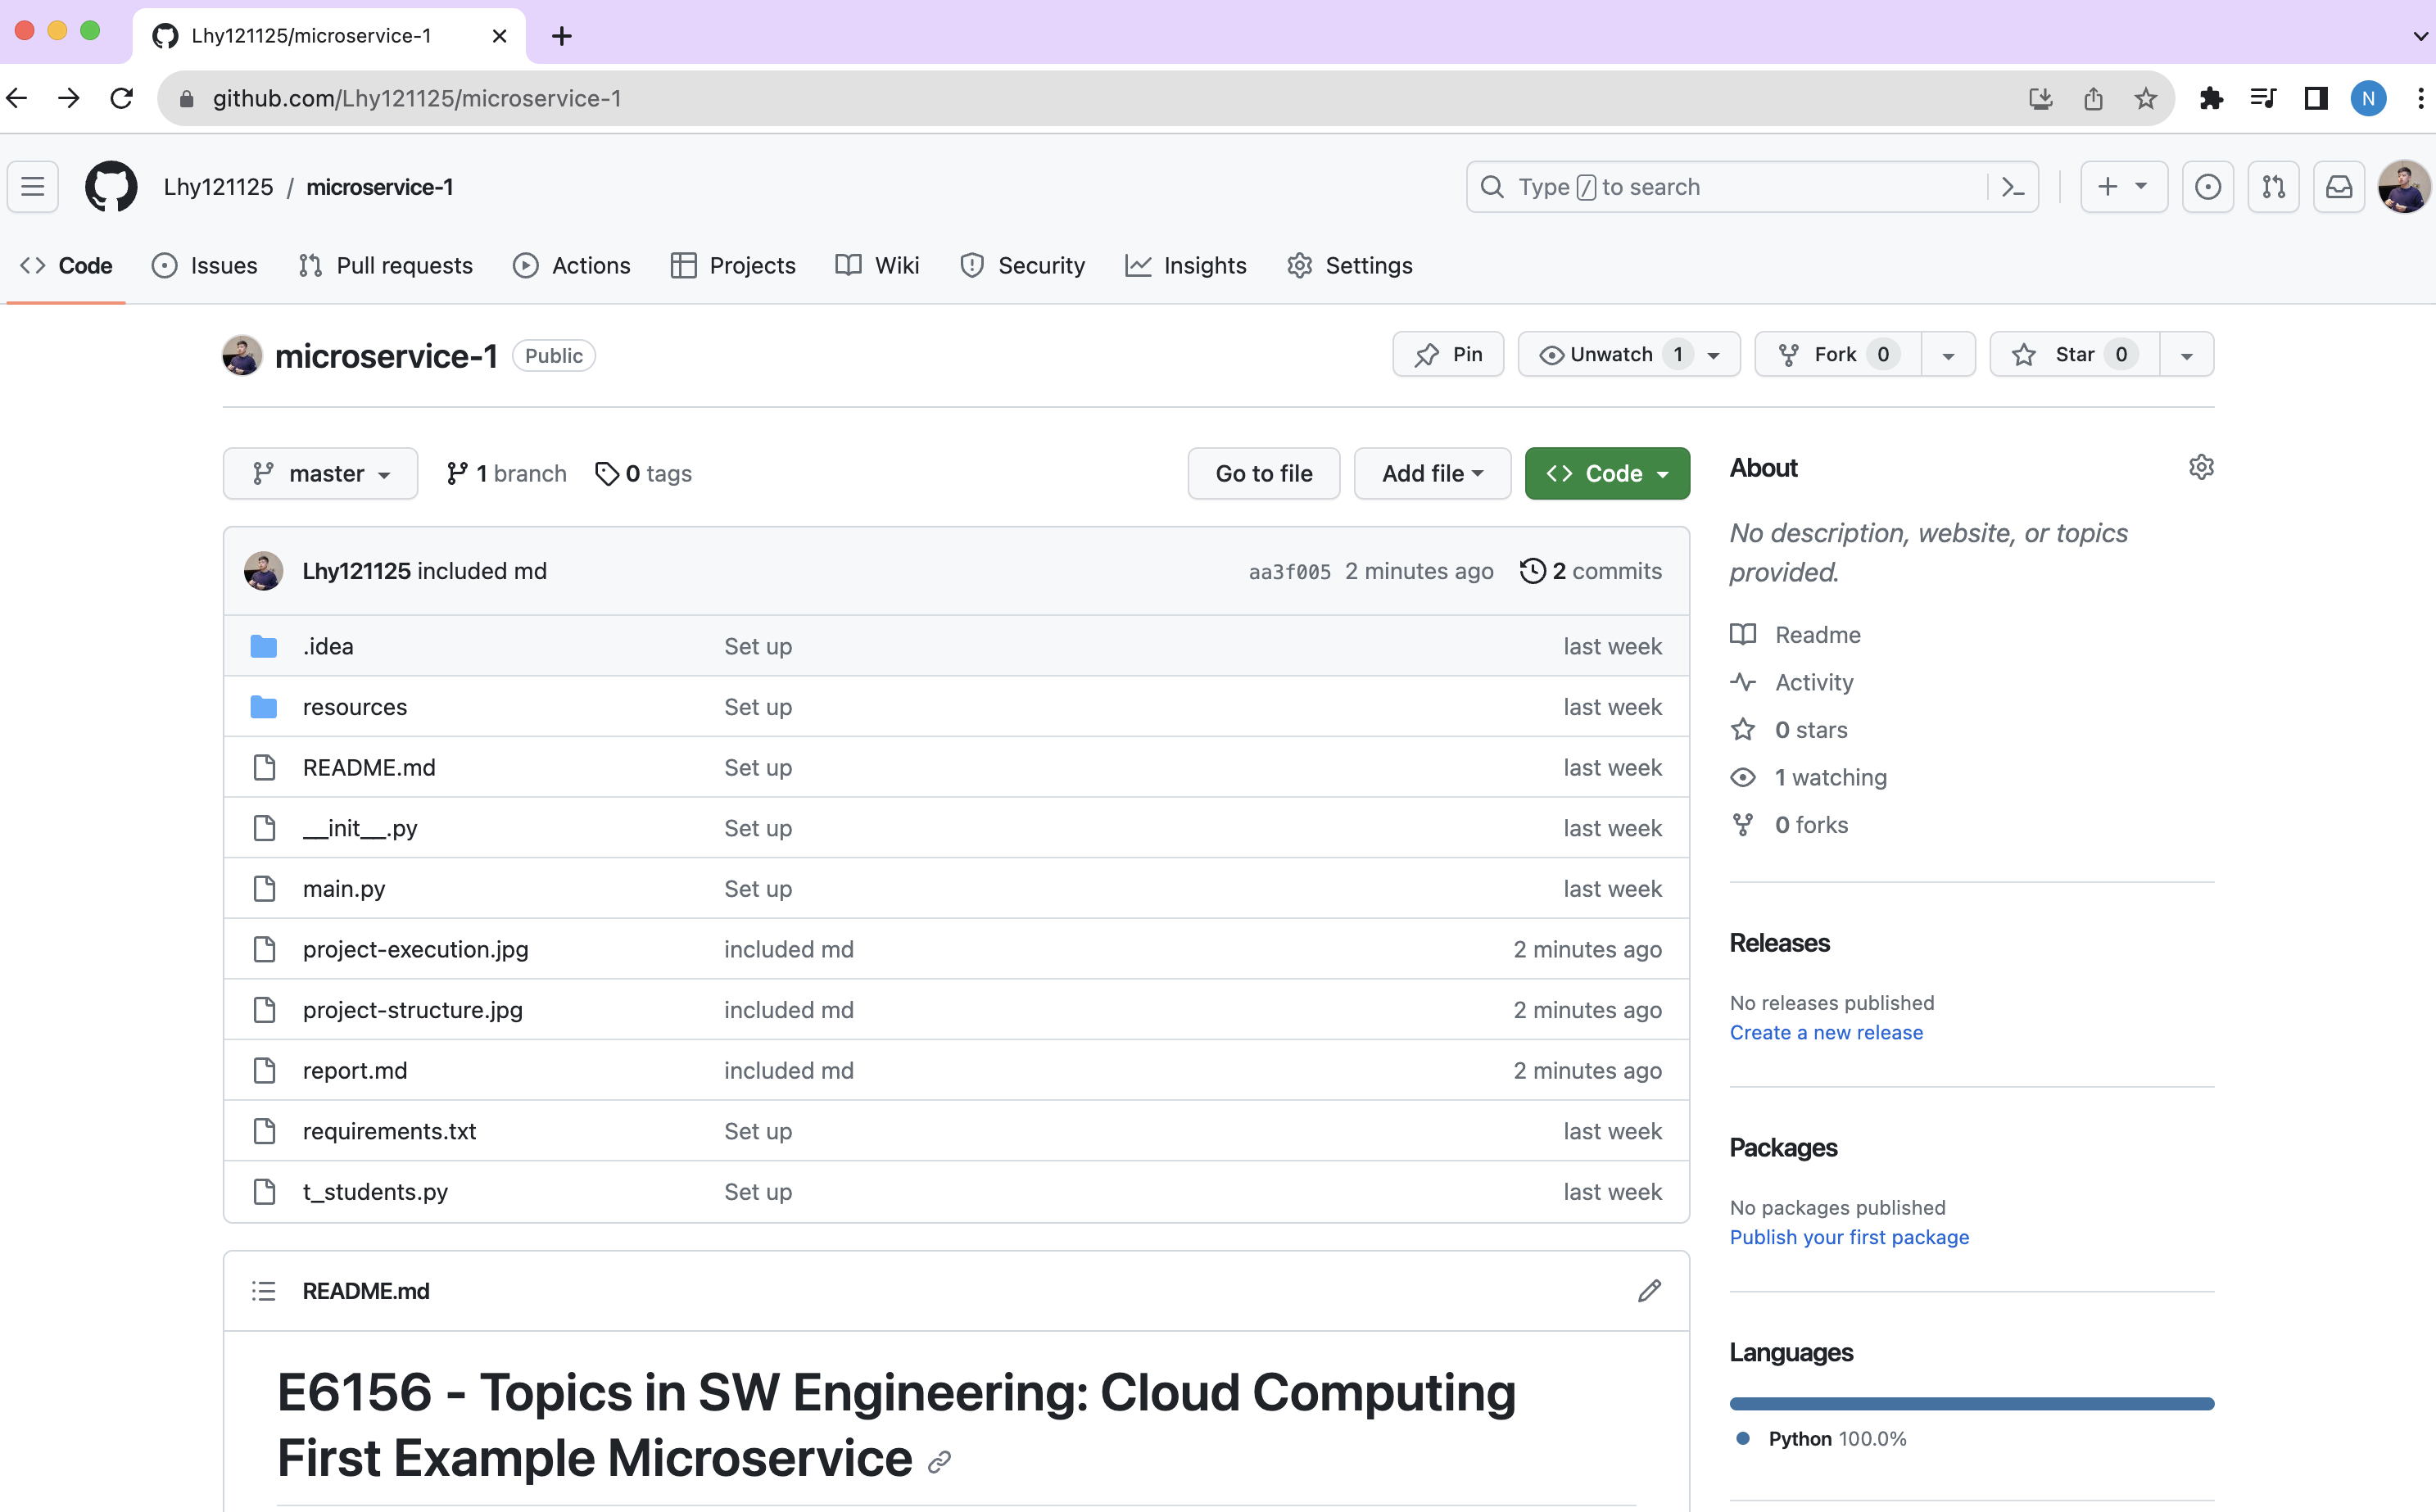 Lhy121125/microservice-1
github.com/Lhy121125/microservice-1
N
Lhy121125 / microservice-1
Type / to search
Code Issues Pull requests Actions Projects Wiki Security Insights Settings
microservice-1 Public
Pin Unwatch 1 Fork 0 Star 0
master 1 branch 0 tags Go to file Add file Code
Lhy121125 included md aa3f005 2 minutes ago 2 commits
.idea Set up last week
resources Set up last week
README.md Set up last week
__init__.py Set up last week
main.py Set up last week
project-execution.jpg included md 2 minutes ago
project-structure.jpg included md 2 minutes ago
report.md included md 2 minutes ago
requirements.txt Set up last week
t_students.py Set up last week
README.md
E6156 - Topics in SW Engineering: Cloud Computing
First Example Microservice
About
No description, website, or topics
provided.
Readme
Activity
0 stars
1 watching
0 forks
Releases
No releases published
Create a new release
Packages
No packages published
Publish your first package
Languages
Python 100.0%